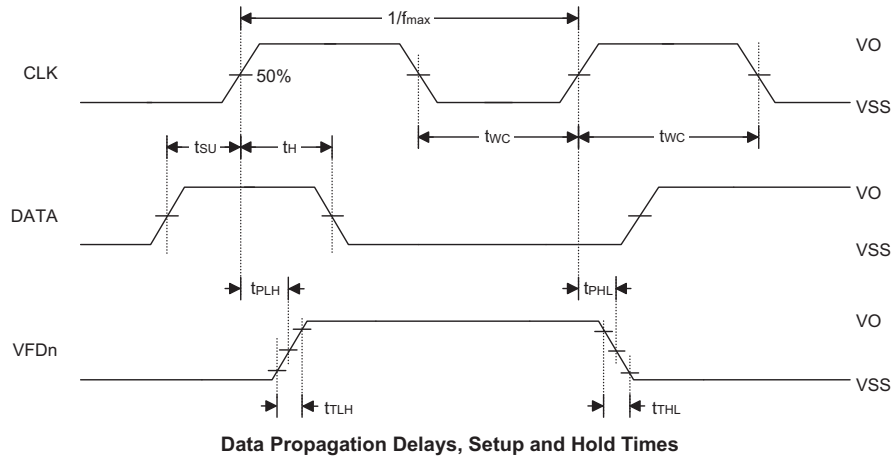 1/fmax
VO
CLK
50%
VSS
tSU
tH
tWC
tWC
VO
DATA
VSS
tPLH
tPHL
VO
VFDn
VSS
tTLH
tTHL
Data Propagation Delays, Setup and Hold Times